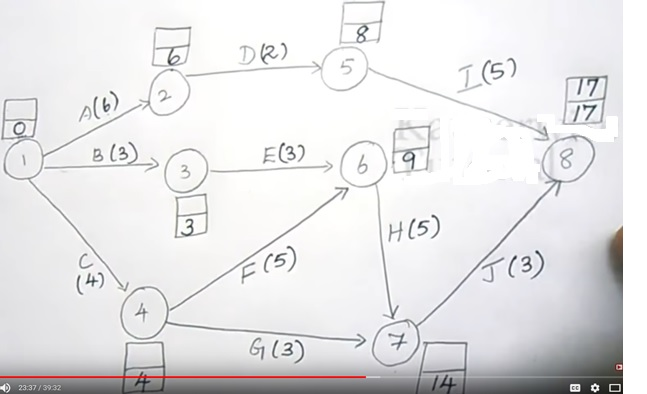 8
6
D(2)
5
I(5)
2
A(6)
17
17
0
1
B(3)
3
E(3)
6
9
8
3
C
(4)
F(5)
H(5)
J(3)
4
G(3)
7
4
14
23:37 / 39:32